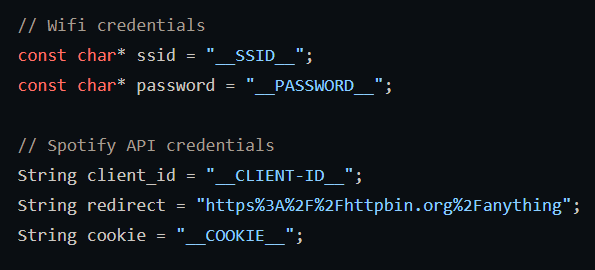 // Wifi credentials
const char* ssid = "__SSID__";
const char* password = "__PASSWORD__";
// Spotify API credentials
String client_id = "__CLIENT-ID__";
String redirect = "https%3A%2F%2Fhttpbin.org%2Fanything";
String cookie = "__COOKIE__";